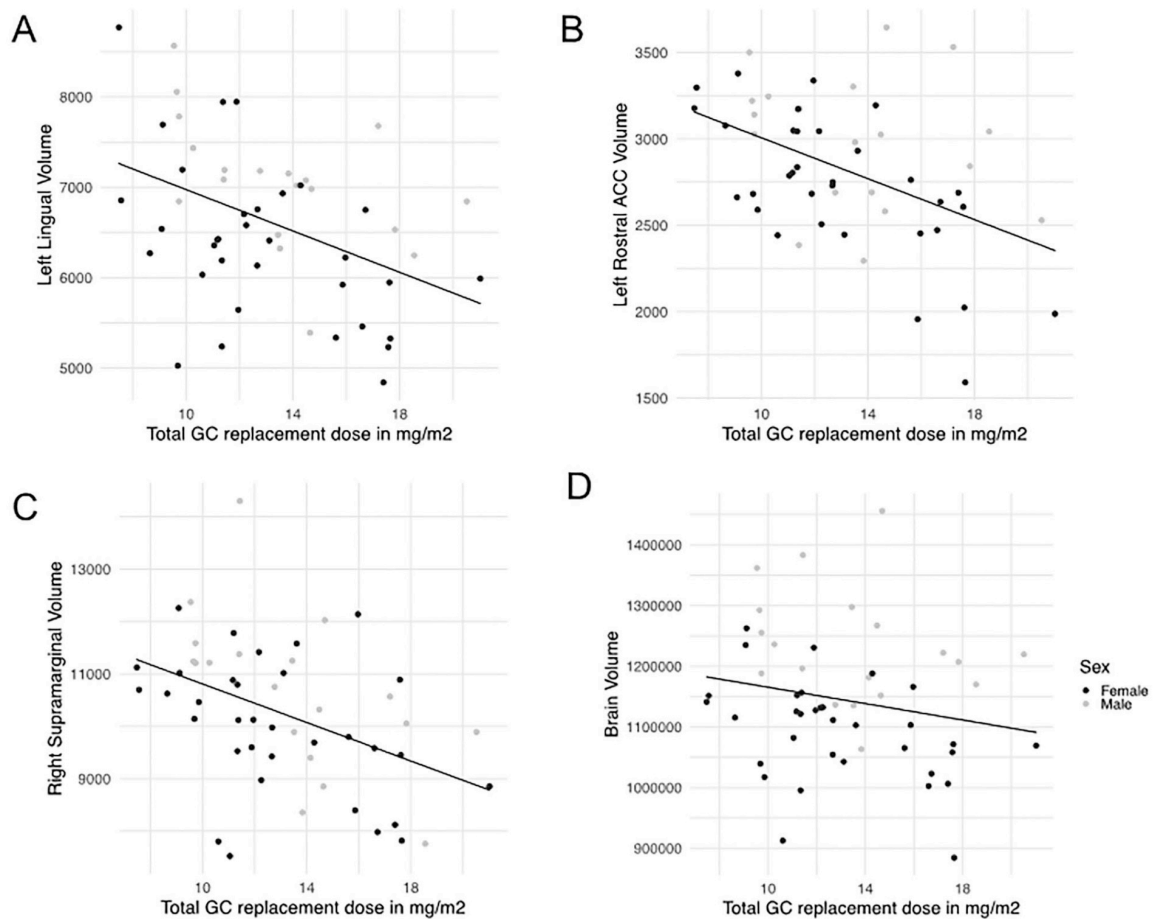 A
Left Lingual Volume
8000
7000
6000
5000
10 14 18
Total GC replacement dose in mg/m2
B
Left Rostral ACC Volume
3500
3000
2500
2000
1500
10 14 18
Total GC replacement dose in mg/m2
C
Right Supramarginal Volume
13000
11000
9000
10 14 18
Total GC replacement dose in mg/m2
D
Brain Volume
1400000
1300000
1200000
1100000
1000000
900000
10 14 18
Total GC replacement dose in mg/m2
Sex
Female
Male